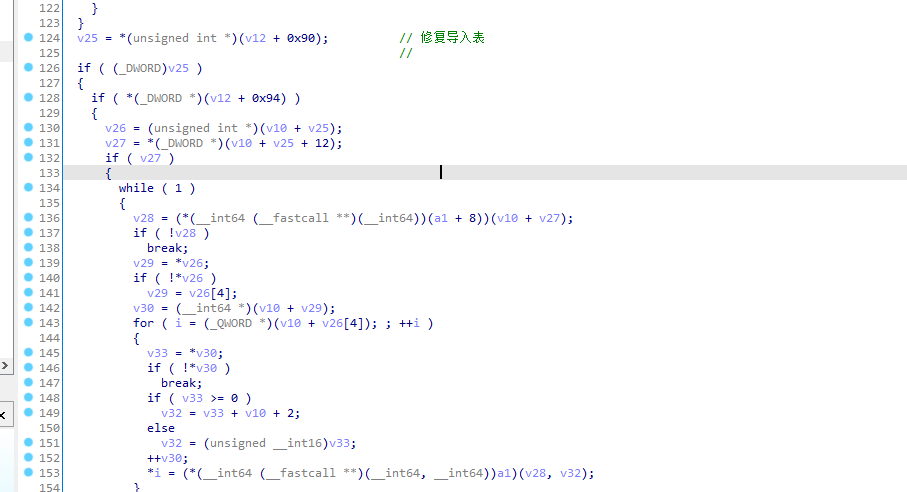 122 }
123 }
124 v25 = *(unsigned int *)(v12 + 0x90); // 修复导入表
125 //
126 if ( (_DWORD)v25 )
127 {
128 if ( *(_DWORD *)(v12 + 0x94) )
129 {
130 v26 = (unsigned int *)(v10 + v25);
131 v27 = *(_DWORD *)(v10 + v25 + 12);
132 if ( v27 )
133 {
134 while ( 1 )
135 {
136 v28 = (*(__int64 (__fastcall **)(__int64))(a1 + 8))(v10 + v27);
137 if ( !v28 )
138 break;
139 v29 = *v26;
140 if ( !*v26 )
141 v29 = v26[4];
142 v30 = (__int64 *)(v10 + v29);
143 for ( i = (_QWORD *)(v10 + v26[4]); ; ++i )
144 {
145 v33 = *v30;
146 if ( !*v30 )
147 break;
148 if ( v33 >= 0 )
149 v32 = v33 + v10 + 2;
150 else
151 v32 = (unsigned __int16)v33;
152 ++v30;
153 *i = (*(__int64 (__fastcall **)(__int64, __int64))a1)(v28, v32);
154 }